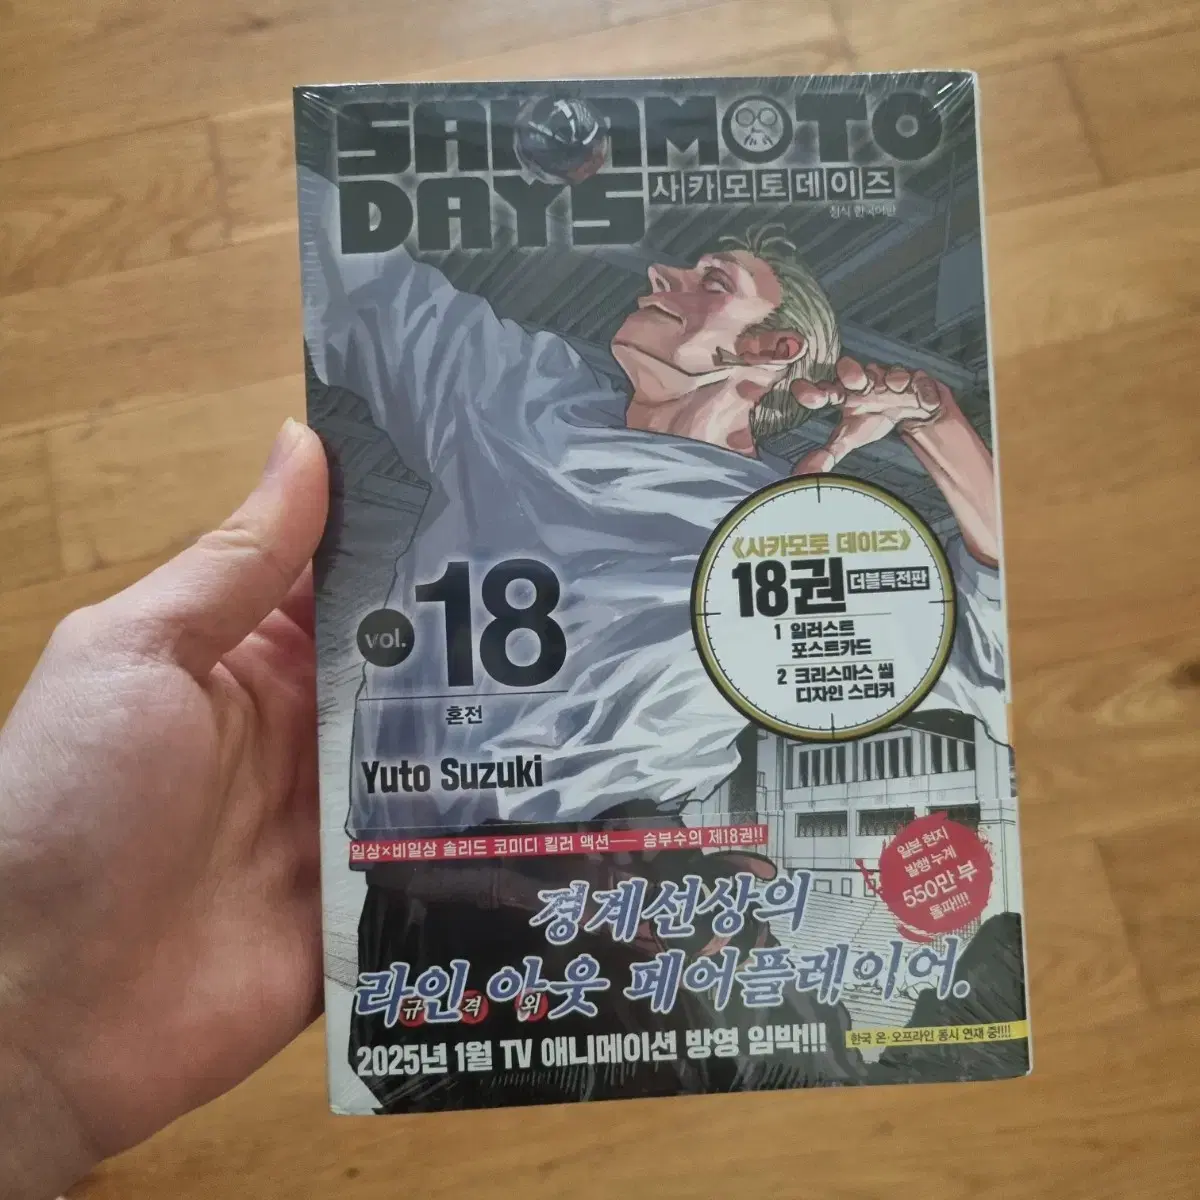 SAKAMOTO
DAYS
사카모토데이즈
정식 한국어판
《사카모토 데이즈》
18권 더블특전판
1 일러스트
포스트카드
2 크리스마스 씰
디자인 스티커
vol. 18
혼전
Yuto Suzuki
일상×비일상 솔리드 코미디 킬러 액션── 승부수의 제18권!!
일본 현지
발행 누계
550만 부
돌파!!!!
경계선상의
라인 아웃 페어플레이어.
규격외
2025년 1월 TV 애니메이션 방영 임박!!!
한국 온·오프라인 동시 연재 중!!!!